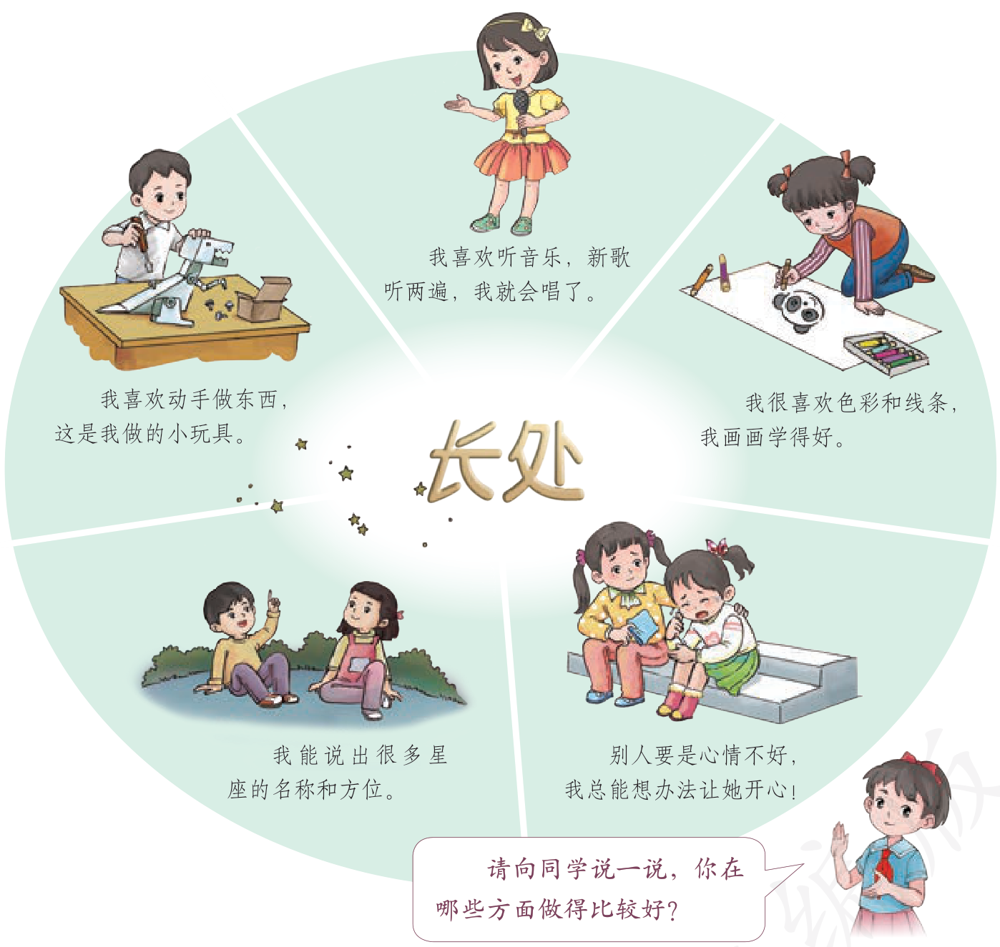 我喜欢听音�，新歌
听两遍，我就会唱了。
我喜欢动手做东西，
这是我做的小玩具。
我很喜欢色彩和线条，
我画画学得好。
长处
我能说出很多星
座的名称和方位。
别人要是心情不好，
我总能想办法让她开心！
请向同学说一说，你在
哪些方面做得比较好？